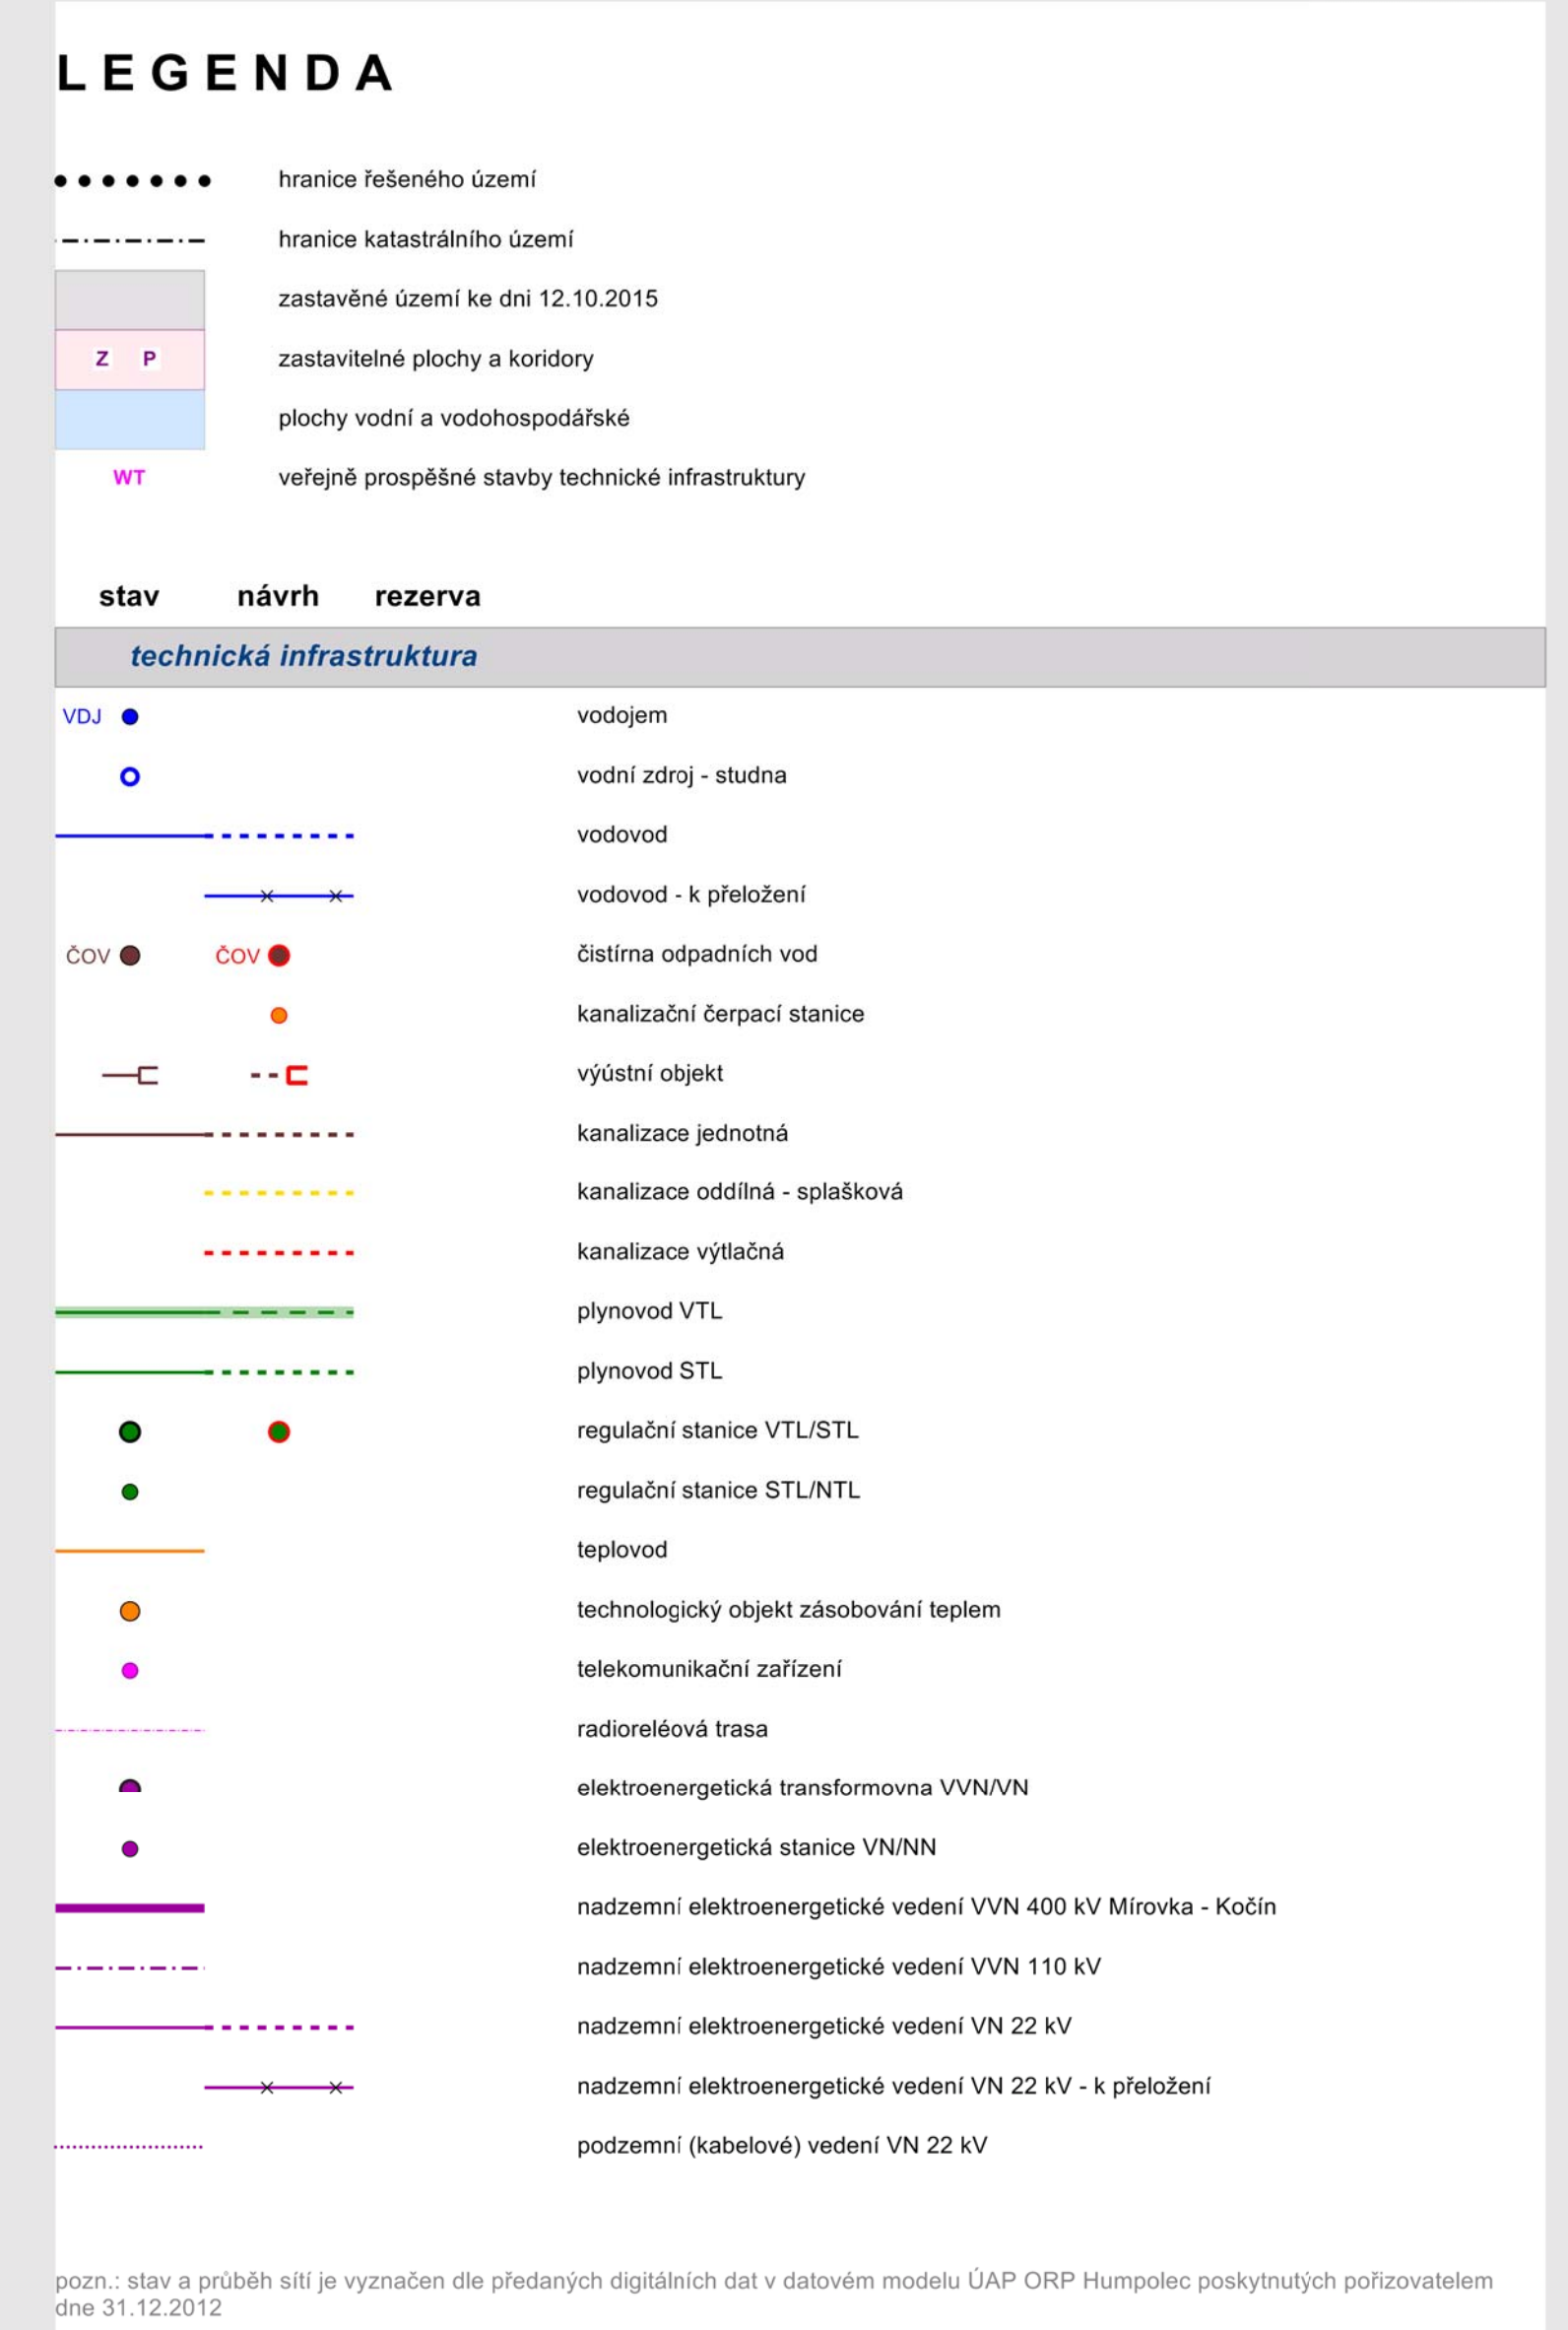 LEGENDA
hranice řešeného území
hranice katastrálního území
zastavěné území ke dni 12.10.2015
Z P zastavitelné plochy a koridory
plochy vodní a vodohospodářské
WT veřejně prospěšné stavby technické infrastruktury
stav návrh rezerva
technická infrastruktura
VDJ vodojem
vodní zdroj - studna
vodovod
vodovod - k přeložení
ČOV ČOV čistírna odpadních vod
kanalizační čerpací stanice
výústní objekt
kanalizace jednotná
kanalizace oddílná - splašková
kanalizace výtlačná
plynovod VTL
plynovod STL
regulační stanice VTL/STL
regulační stanice STL/NTL
teplovod
technologický objekt zásobování teplem
telekomunikační zařízení
radioreléová trasa
elektroenergetická transformovna VVN/VN
elektroenergetická stanice VN/NN
nadzemní elektroenergetické vedení VVN 400 kV Mírovka - Kočín
nadzemní elektroenergetické vedení VVN 110 kV
nadzemní elektroenergetické vedení VN 22 kV
nadzemní elektroenergetické vedení VN 22 kV - k přeložení
podzemní (kabelové) vedení VN 22 kV
pozn.: stav a průběh sítí je vyznačen dle předaných digitálních dat v datovém modelu ÚAP ORP Humpolec poskytnutých pořizovatelem
dne 31.12.2012